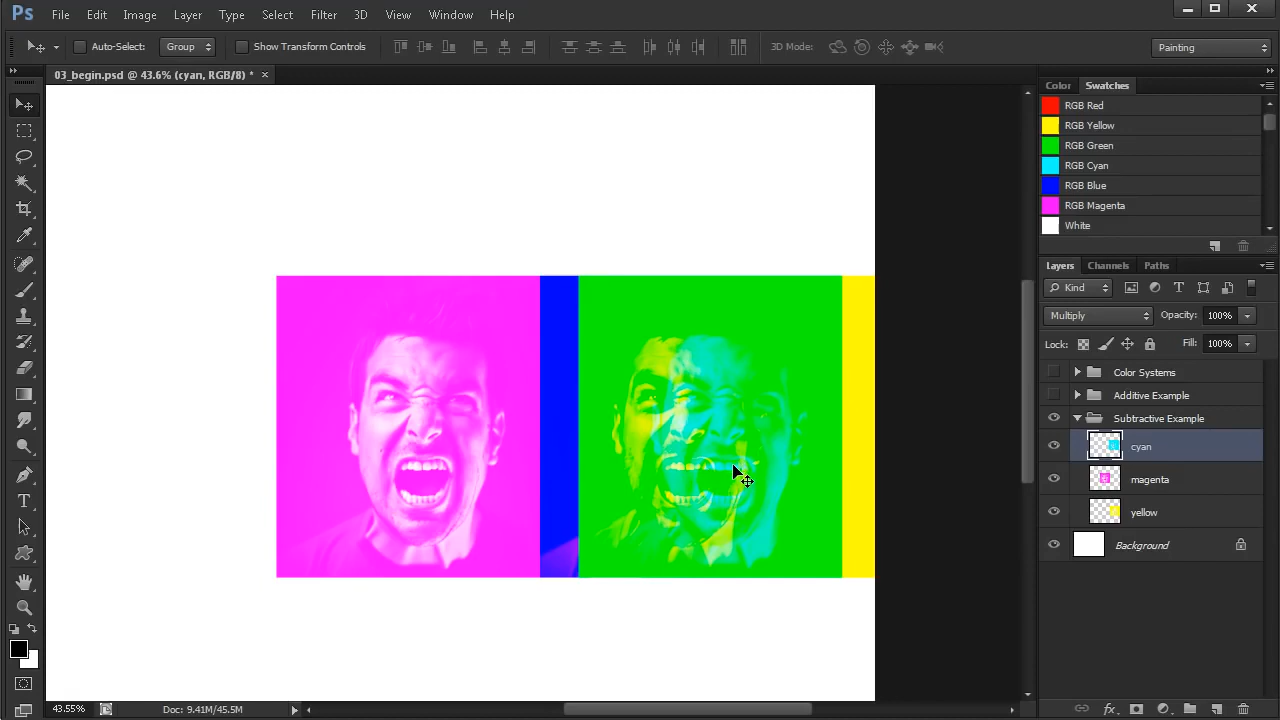 Ps File Edit Image Layer Type Select Filter 3D View Window Help
Auto-Select: Group Show Transform Controls 3D Mode: Painting
03_begin.psd @ 43.6% (cyan, RGB/8) * ×
Color Swatches
RGB Red
RGB Yellow
RGB Green
RGB Cyan
RGB Blue
RGB Magenta
White
Layers Channels Paths
Kind
Multiply Opacity: 100%
Lock: Fill: 100%
Color Systems
Additive Example
Subtractive Example
cyan
magenta
yellow
Background
43.55% Doc: 9.41M/45.5M